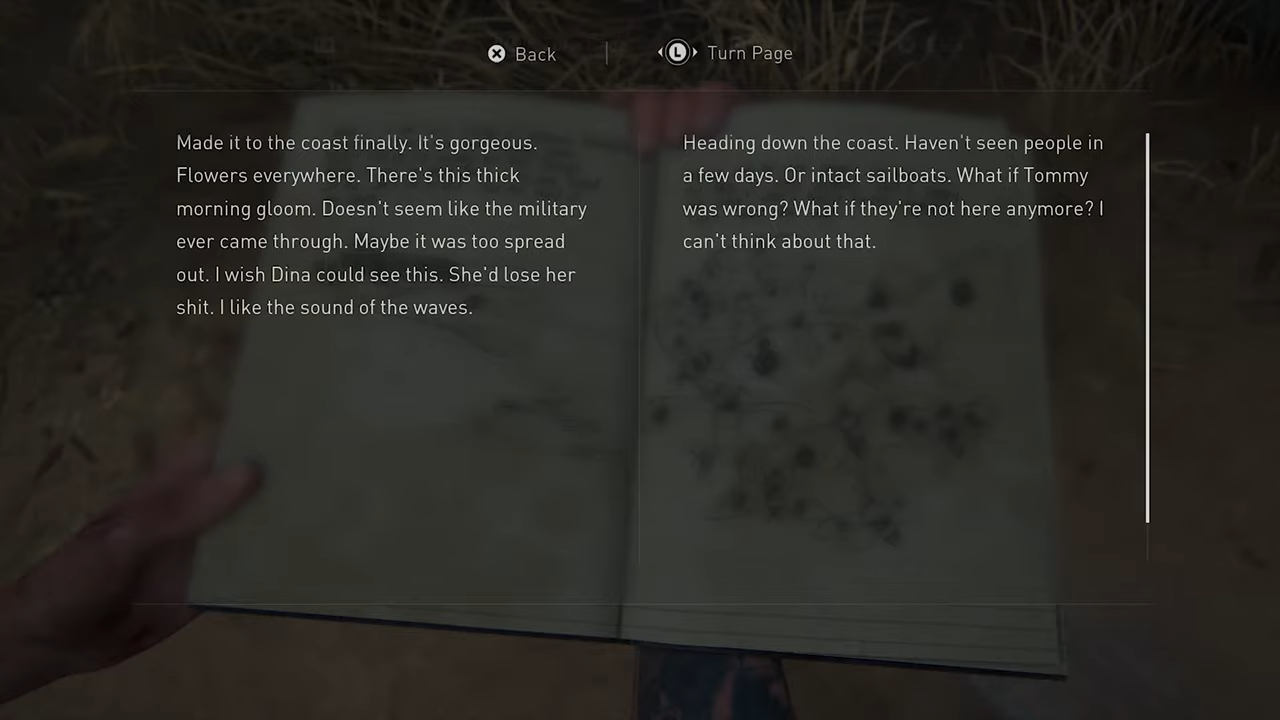 Back
L Turn Page
Made it to the coast finally. It's gorgeous.
Flowers everywhere. There's this thick
morning gloom. Doesn't seem like the military
ever came through. Maybe it was too spread
out. I wish Dina could see this. She'd lose her
shit. I like the sound of the waves.
Heading down the coast. Haven't seen people in
a few days. Or intact sailboats. What if Tommy
was wrong? What if they're not here anymore? I
can't think about that.